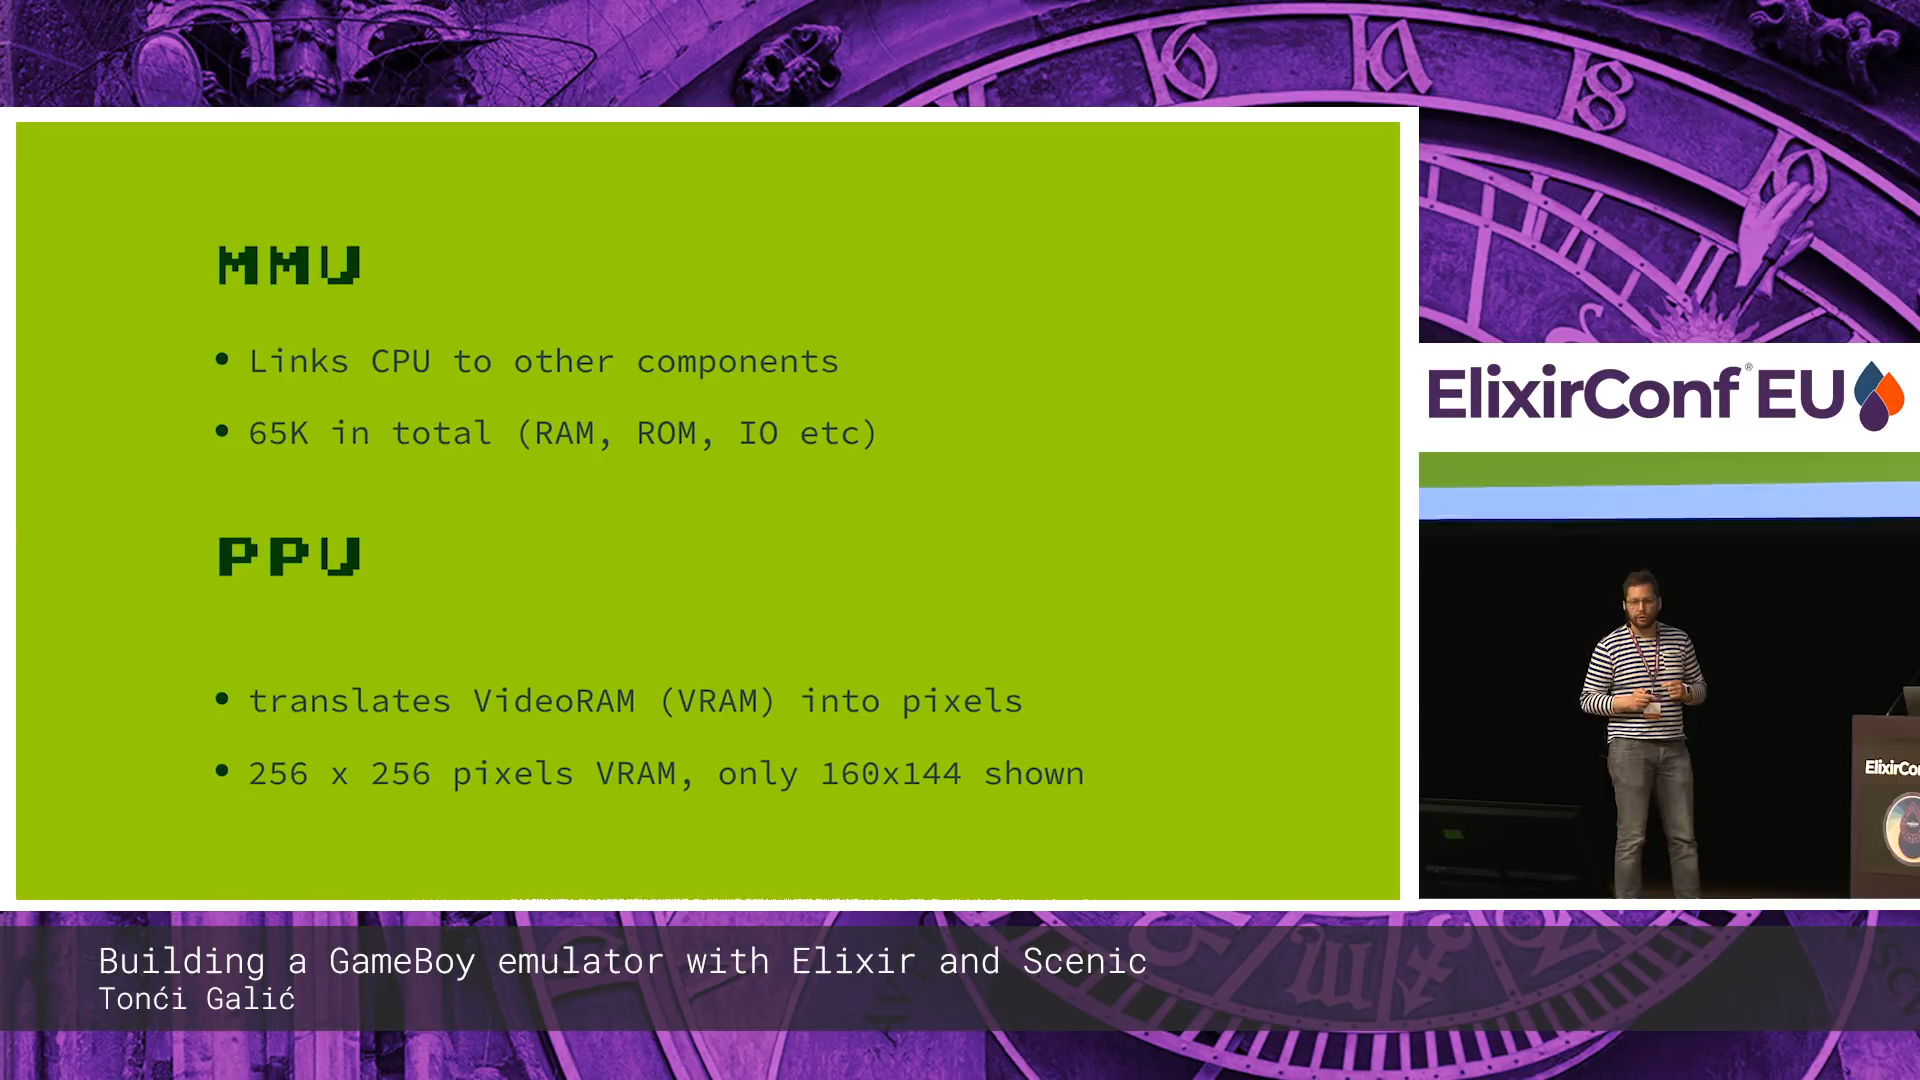 MMU
• Links CPU to other components
• 65K in total (RAM, ROM, IO etc)
PPU
• translates VideoRAM (VRAM) into pixels
• 256 x 256 pixels VRAM, only 160x144 shown
ElixirConf® EU
ElixirCo
Building a GameBoy emulator with Elixir and Scenic
Tonći Galić